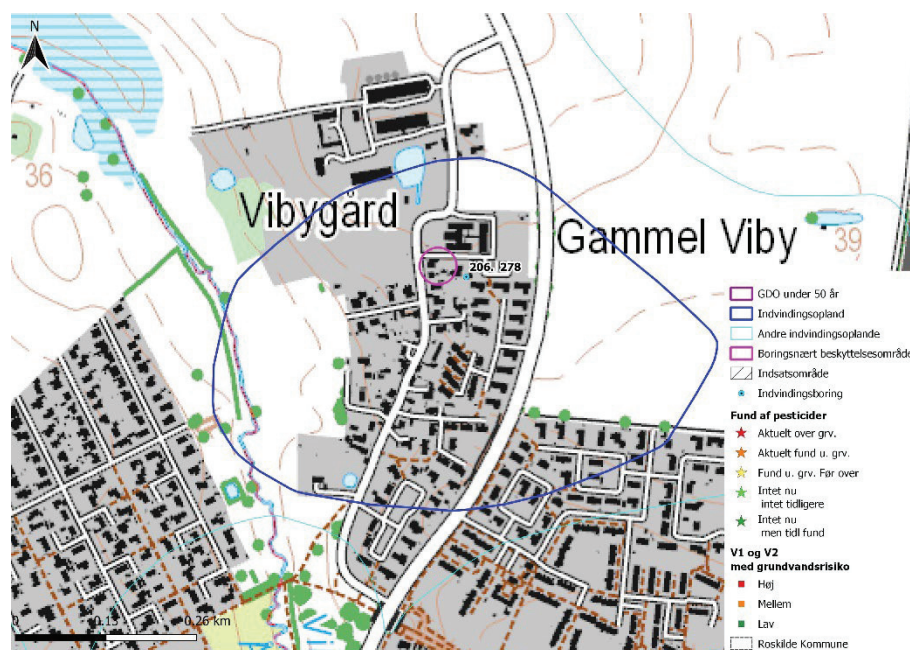 N
36
Vibygård
Gammel Viby
39
206. 278
GDO under 50 år
Indvindingsopland
Andre indvindingsoplande
Boringsnært beskyttelsesområde
Indsatsområde
Indvindingsboring
Fund af pesticider
Aktuelt over grv.
Aktuelt fund u. grv.
Fund u. grv. Før over
Intet nu
intet tidligere
Intet nu
men tidl fund
V1 og V2
med grundvandsrisiko
Høj
Mellem
Lav
Roskilde Kommune
0 0.13 0.26 km